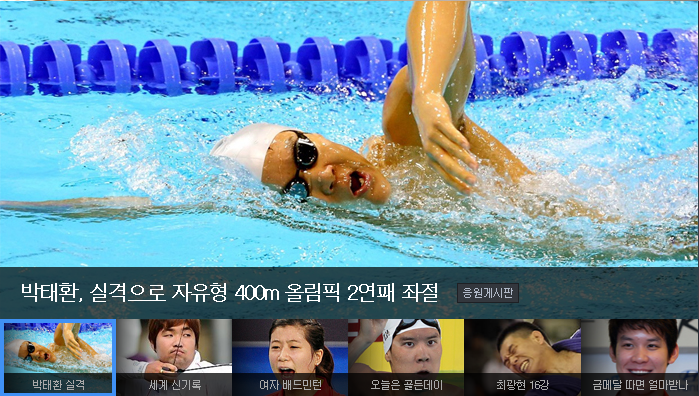 박태환, 실격으로 자유형 400m 올림픽 2연패 좌절
응원게시판
박태환 실격
세계 신기록
여자 배드민턴
오늘은 골든데이
최광현 16강
금메달 따면 얼마받나